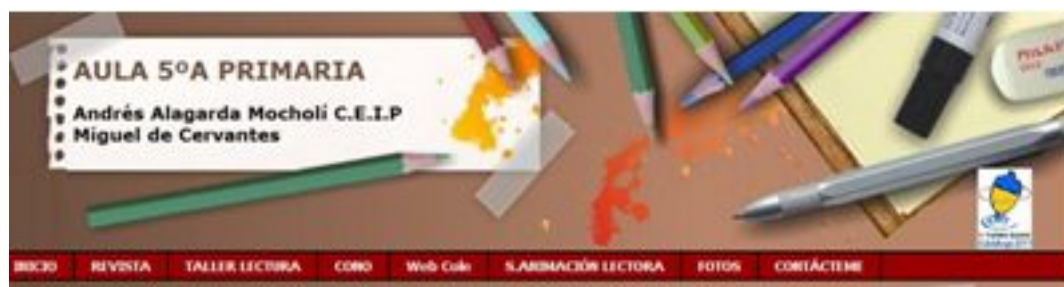 AULA 5ºA PRIMARIA
Andrés Alagarda Mocholí C.E.I.P
Miguel de Cervantes
INICIO REVISTA TALLER LECTURA CONO Web Cole S.ANIMACIÓN LECTORA FOTOS CONTÁCTEME